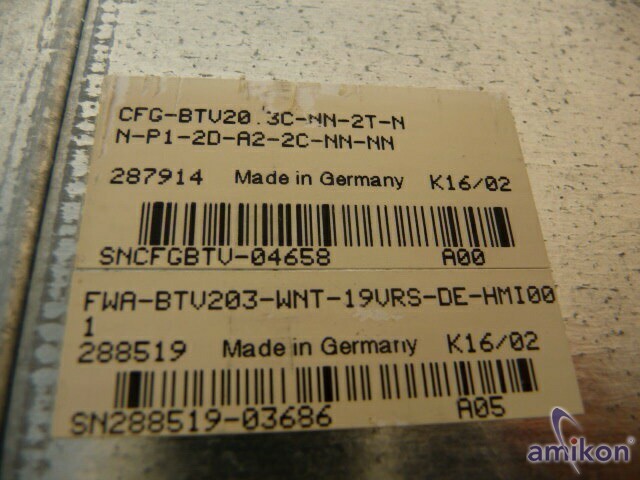 CFG-BTV20.3C-NN-2T-N
N-P1-2D-A2-2C-NN-NN
287914 Made in Germany K16/02
SNCFGBTV-04658 A00
FWA-BTV203-WNT-19VRS-DE-HMI00
1
288519 Made in Germany K16/02
SN288519-03686 A05
amikon